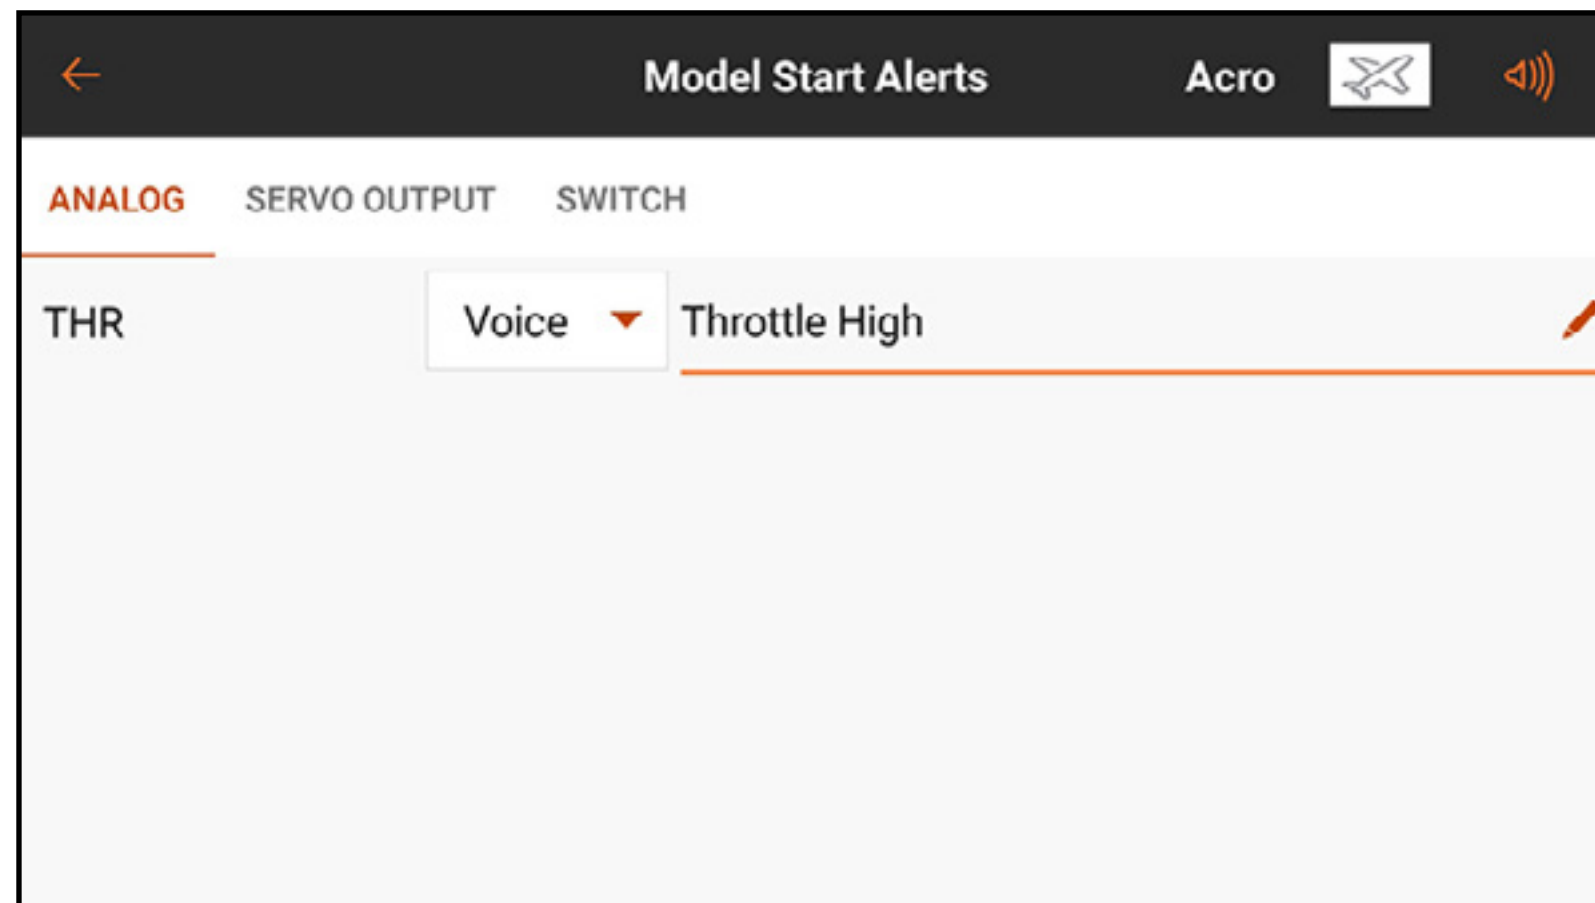 Model Start Alerts Acro
ANALOG SERVO OUTPUT SWITCH
THR Voice Throttle High